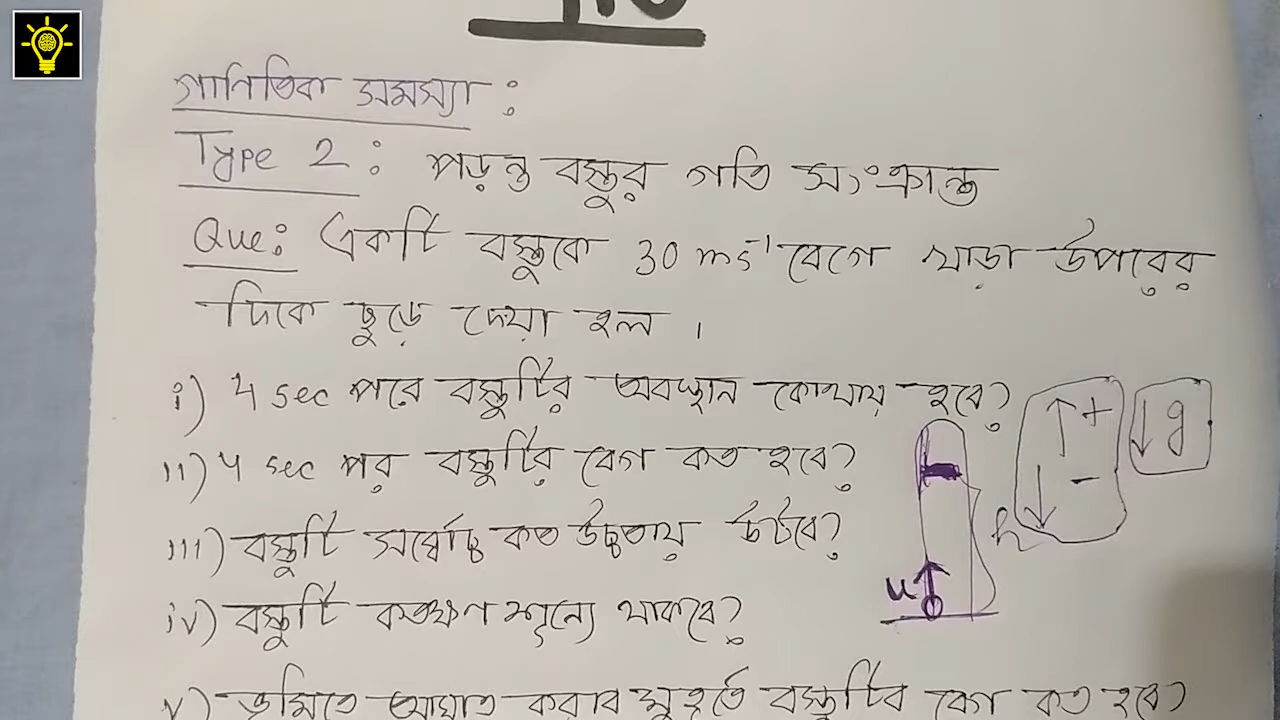 গাণিতিক সমস্যা :
Type 2 : পড়ন্ত বস্তুর গতি সংক্রান্ত
Que: একটি বস্তুকে 30 ms⁻¹ বেগে খাড়া উপরের
দিকে ছুড়ে দেয়া হল ।
i) 4 sec পরে বস্তুটির অবস্থান কোথায় হবে?
ii) 4 sec পর বস্তুটির বেগ কত হবে?
iii) বস্তুটি সর্বোচ্চ কত উচ্চতায় উঠবে?
iv) বস্তুটি কতক্ষণ শূন্যে থাকবে?
v) ভূমিতে আঘাত করার মুহূর্তে বস্তুটির বেগ কত হবে?
↑ + ↓ g
↓ -
h
u